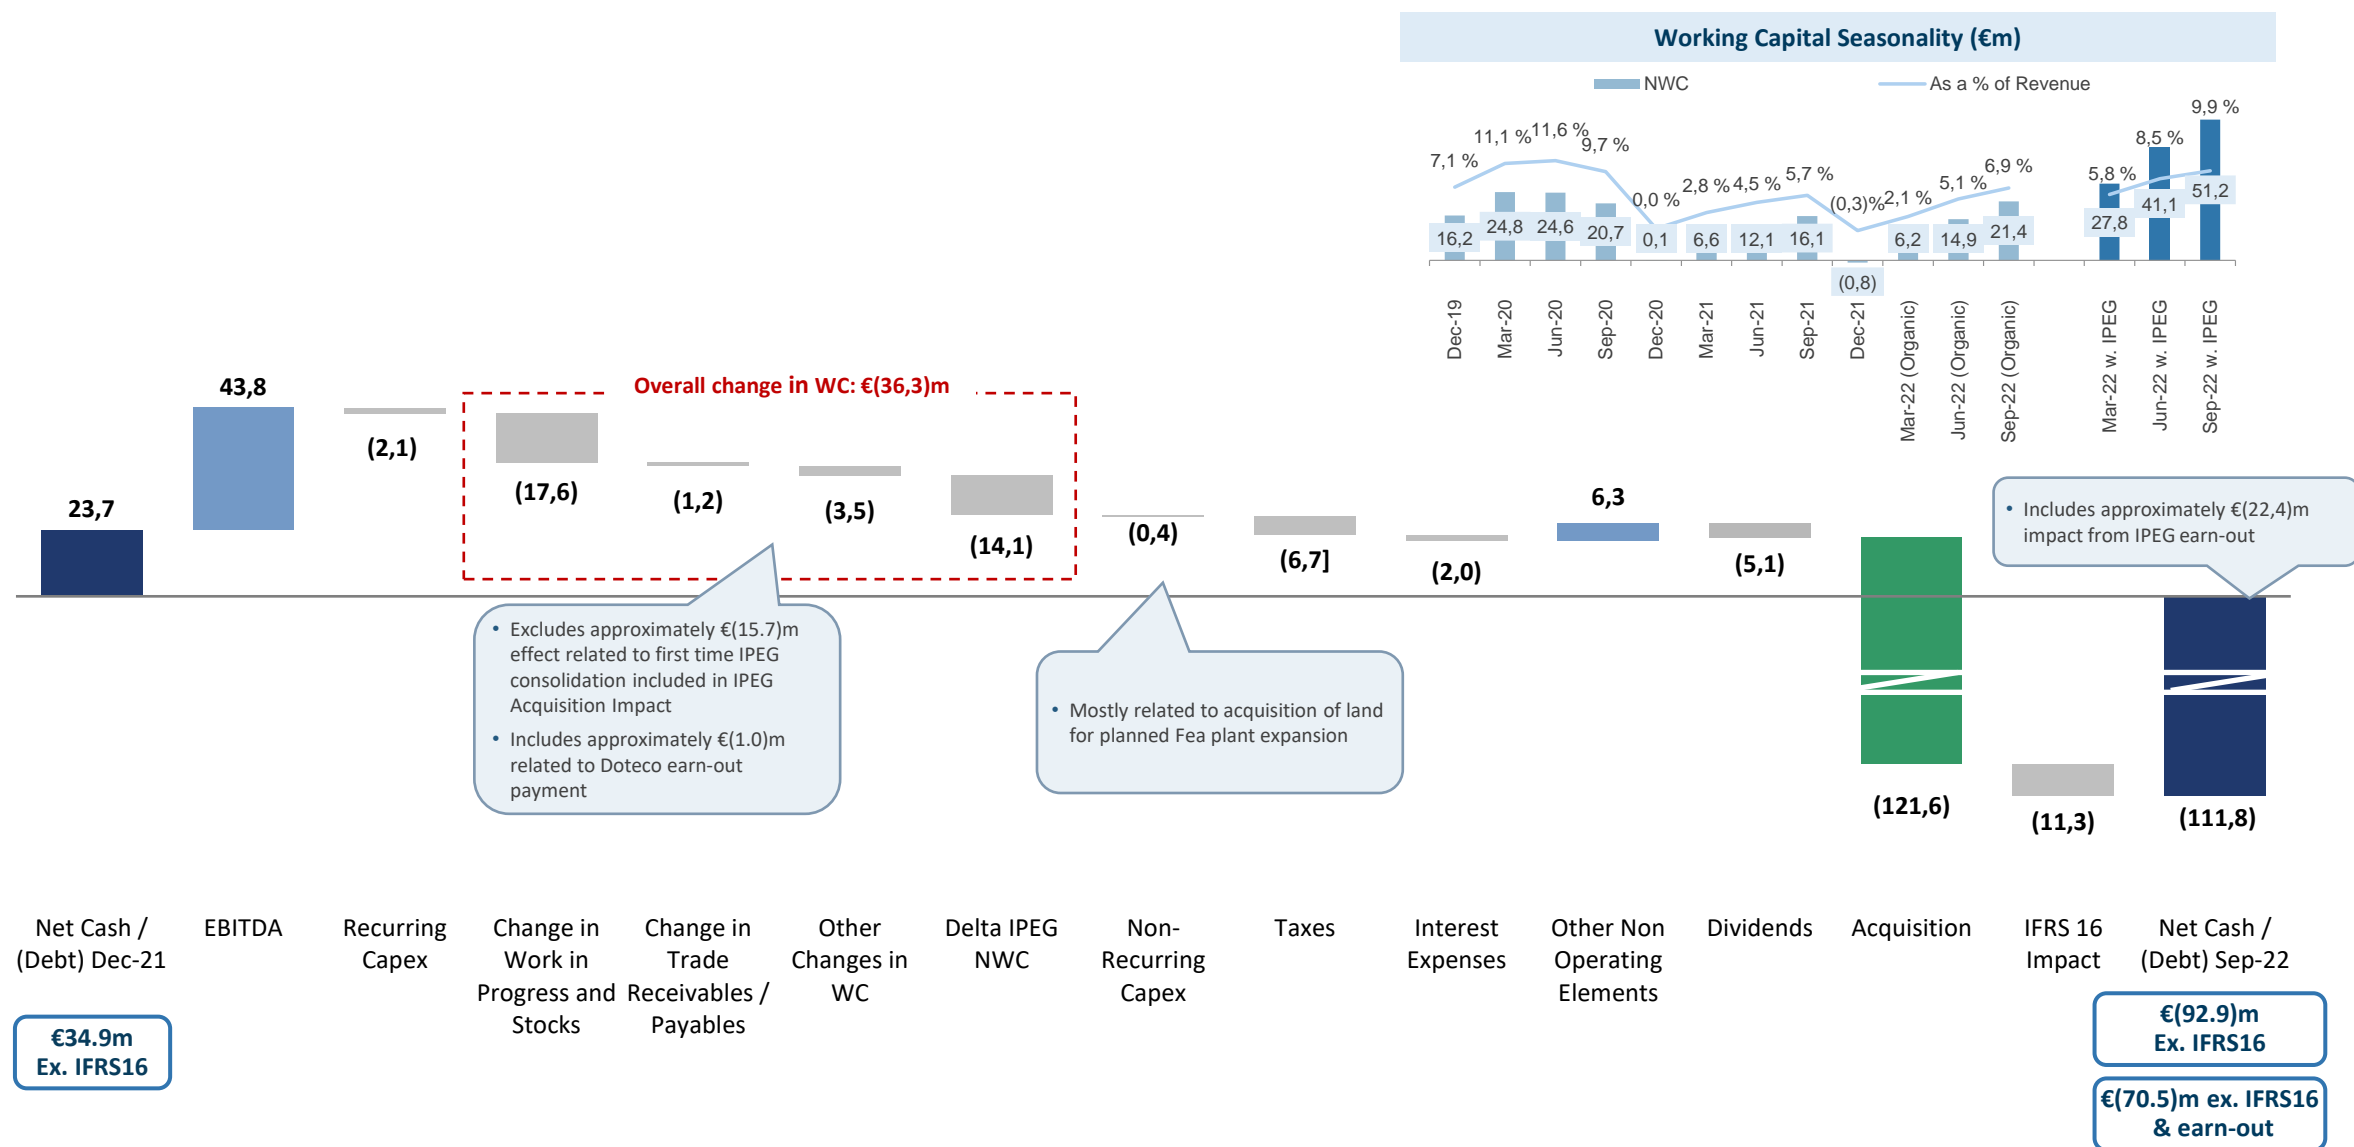 Working Capital Seasonality (€m)
NWC
As a % of Revenue
7,1 %
11,1 %
11,6 %
9,7 %
0,0 %
2,8 %
4,5 %
5,7 %
(0,3)%
2,1 %
5,1 %
6,9 %
5,8 %
8,5 %
9,9 %
16,2
24,8
24,6
20,7
0,1
6,6
12,1
16,1
(0,8)
6,2
14,9
21,4
27,8
41,1
51,2
Dec-19
Mar-20
Jun-20
Sep-20
Dec-20
Mar-21
Jun-21
Sep-21
Dec-21
Mar-22 (Organic)
Jun-22 (Organic)
Sep-22 (Organic)
Mar-22 w. IPEG
Jun-22 w. IPEG
Sep-22 w. IPEG
Overall change in WC: €(36,3)m
23,7
43,8
(2,1)
(17,6)
(1,2)
(3,5)
(14,1)
(0,4)
(6,7]
(2,0)
6,3
(5,1)
(121,6)
(11,3)
(111,8)
• Includes approximately €(22,4)m
impact from IPEG earn-out
• Excludes approximately €(15.7)m
effect related to first time IPEG
consolidation included in IPEG
Acquisition Impact
• Includes approximately €(1.0)m
related to Doteco earn-out
payment
• Mostly related to acquisition of land
for planned Fea plant expansion
Net Cash /
(Debt) Dec-21
EBITDA
Recurring
Capex
Change in
Work in
Progress and
Stocks
Change in
Trade
Receivables /
Payables
Other
Changes in
WC
Delta IPEG
NWC
Non-
Recurring
Capex
Taxes
Interest
Expenses
Other Non
Operating
Elements
Dividends
Acquisition
IFRS 16
Impact
Net Cash /
(Debt) Sep-22
€34.9m
Ex. IFRS16
€(92.9)m
Ex. IFRS16
€(70.5)m ex. IFRS16
& earn-out